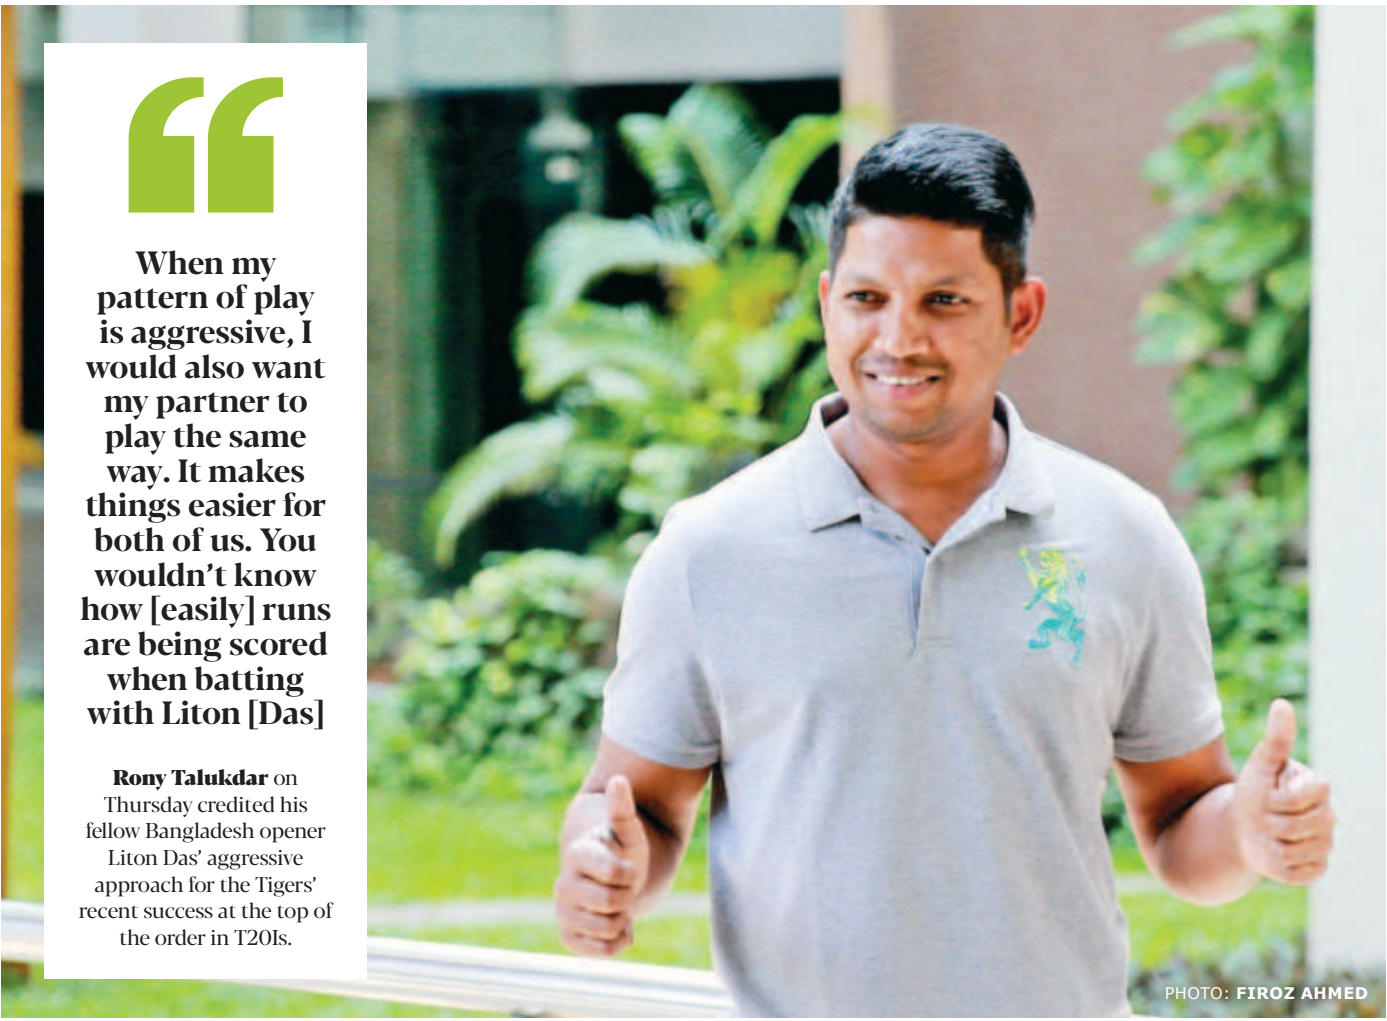 “
When my
pattern of play
is aggressive, I
would also want
my partner to
play the same
way. It makes
things easier for
both of us. You
wouldn’t know
how [easily] runs
are being scored
when batting
with Liton [Das]
Rony Talukdar on
Thursday credited his
fellow Bangladesh opener
Liton Das’ aggressive
approach for the Tigers’
recent success at the top of
the order in T20Is.
PHOTO: FIROZ AHMED